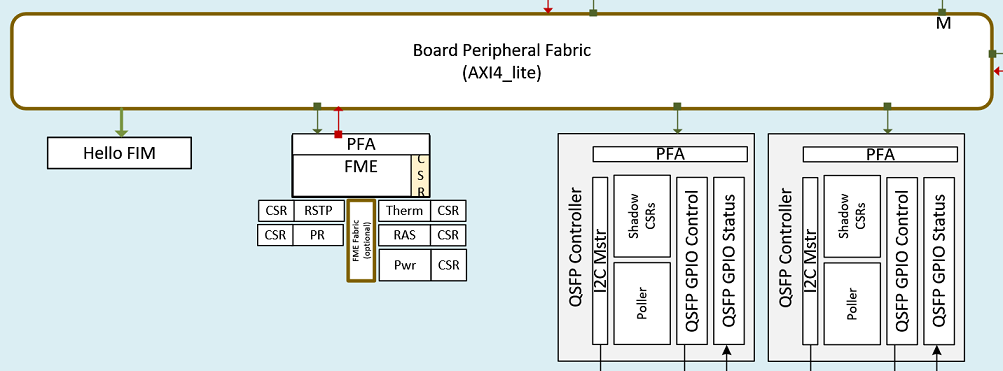 M
Board Peripheral Fabric
(AXI4_lite)
Hello FIM
PFA
FME
C
S
R
CSR
RSTP
CSR
PR
FME Fabric
(optional)
Therm
CSR
RAS
CSR
Pwr
CSR
QSFP Controller
PFA
I2C Mstr
Shadow
CSRs
Poller
QSFP GPIO Control
QSFP GPIO Status
QSFP Controller
PFA
I2C Mstr
Shadow
CSRs
Poller
QSFP GPIO Control
QSFP GPIO Status